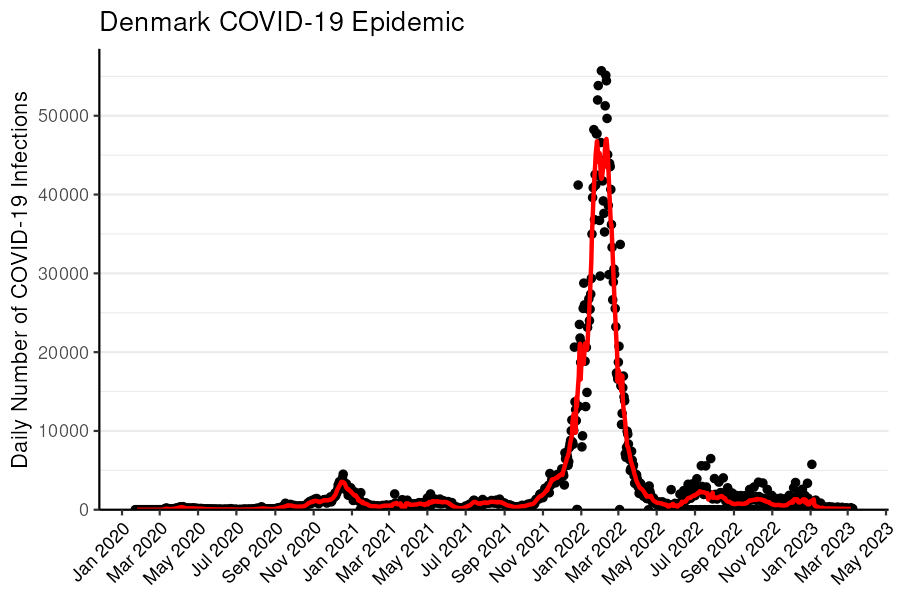 Denmark COVID-19 Epidemic
Daily Number of COVID-19 Infections
50000
40000
30000
20000
10000
0
Jan 2020
Mar 2020
May 2020
Jul 2020
Sep 2020
Nov 2020
Jan 2021
Mar 2021
May 2021
Jul 2021
Sep 2021
Nov 2021
Jan 2022
Mar 2022
May 2022
Jul 2022
Sep 2022
Nov 2022
Jan 2023
Mar 2023
May 2023